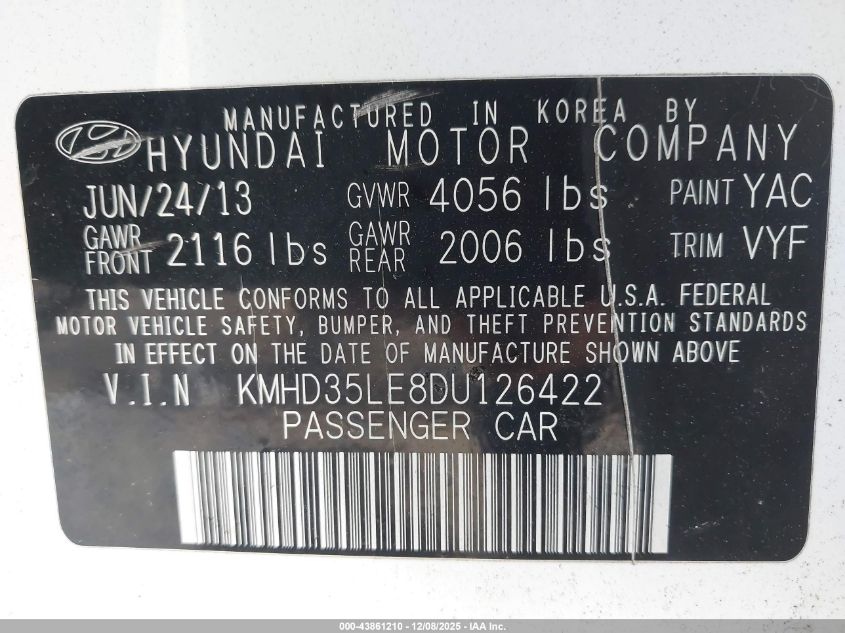 MANUFACTURED IN KOREA BY
HYUNDAI MOTOR COMPANY
JUN/24/13 GVWR 4056 lbs PAINT YAC
GAWR FRONT 2116 lbs GAWR REAR 2006 lbs TRIM VYF
THIS VEHICLE CONFORMS TO ALL APPLICABLE U.S.A. FEDERAL
MOTOR VEHICLE SAFETY, BUMPER, AND THEFT PREVENTION STANDARDS
IN EFFECT ON THE DATE OF MANUFACTURE SHOWN ABOVE
V.I.N KMHD35LE8DU126422
PASSENGER CAR
000-43861210 - 12/08/2025 - IAA Inc.